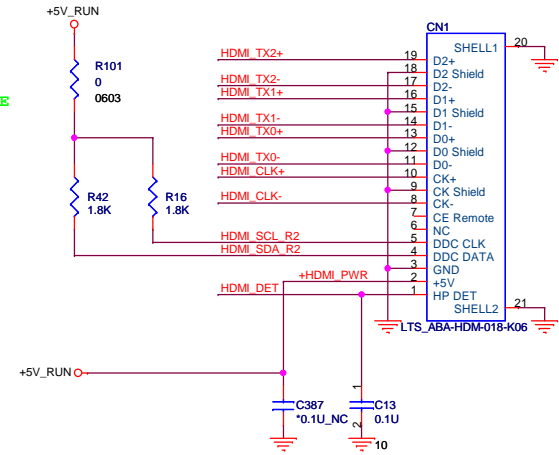 +5V_RUN
E
R101
0
0603
R42
1.8K
R16
1.8K
CN1
SHELL1
20
HDMI_TX2+
19
D2+
18
D2 Shield
HDMI_TX2-
17
D2-
HDMI_TX1+
16
D1+
15
D1 Shield
HDMI_TX1-
14
D1-
HDMI_TX0+
13
D0+
12
D0 Shield
HDMI_TX0-
11
D0-
HDMI_CLK+
10
CK+
9
CK Shield
HDMI_CLK-
8
CK-
7
CE Remote
6
NC
HDMI_SCL_R2
5
DDC CLK
HDMI_SDA_R2
4
DDC DATA
3
GND
+HDMI_PWR
2
+5V
HDMI_DET
1
HP DET
SHELL2
21
LTS_ABA-HDM-018-K06
+5V_RUN
C387
*0.1U_NC
1
C13
0.1U
2
10